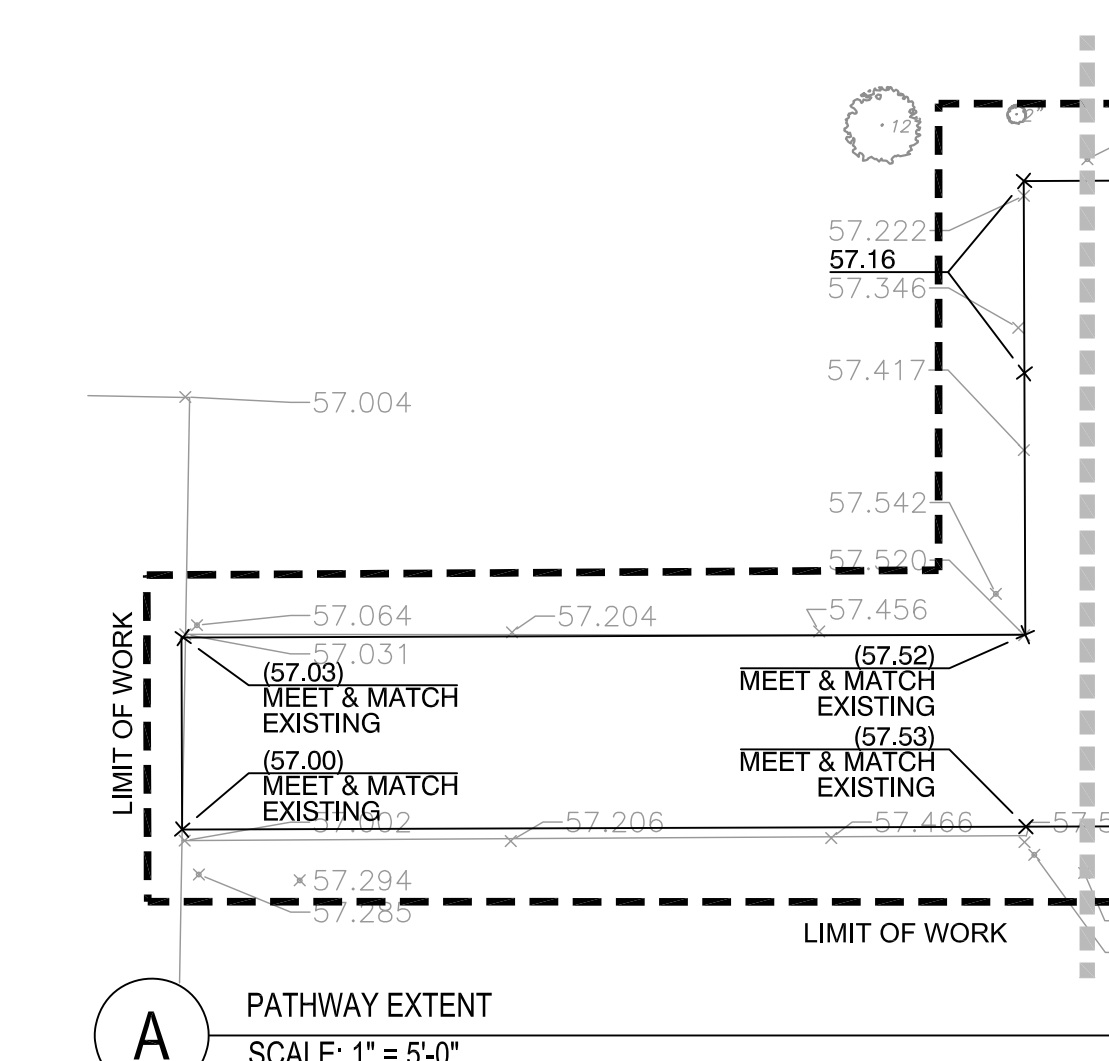 12
2"
57.222
57.16
57.346
57.417
57.004
57.542
57.520
57.064
57.204
57.456
57.031
(57.03)
MEET & MATCH
EXISTING
(57.52)
MEET & MATCH
EXISTING
(57.53)
MEET & MATCH
EXISTING
(57.00)
MEET & MATCH
EXISTING
57.002
57.206
57.466
LIMIT OF WORK
57.294
57.285
LIMIT OF WORK
A
PATHWAY EXTENT
SCALE: 1" = 5'-0"